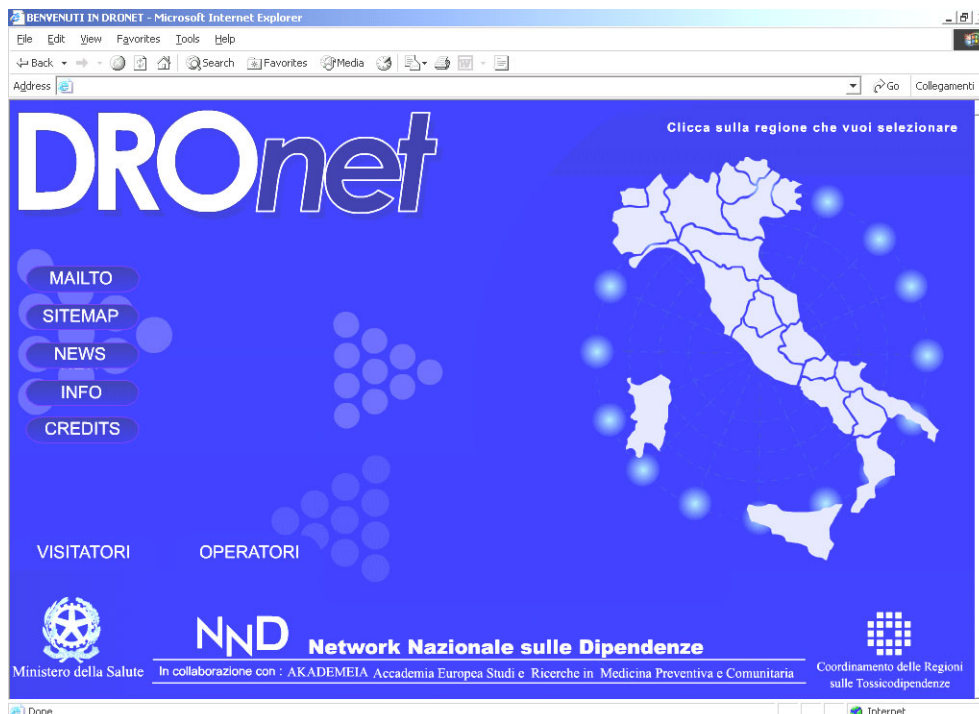 BENVENUTI IN DRONET - Microsoft Internet Explorer
File Edit View Favorites Tools Help
Back Search Favorites Media
Address Go Collegamenti
DROnet
Clicca sulla regione che vuoi selezionare
MAILTO
SITEMAP
NEWS
INFO
CREDITS
VISITATORI OPERATORI
NND Network Nazionale sulle Dipendenze
Ministero della Salute
In collaborazione con : AKADEMEIA Accademia Europea Studi e Ricerche in Medicina Preventiva e Comunitaria
Coordinamento delle Regioni
sulle Tossicodipendenze
Done Internet